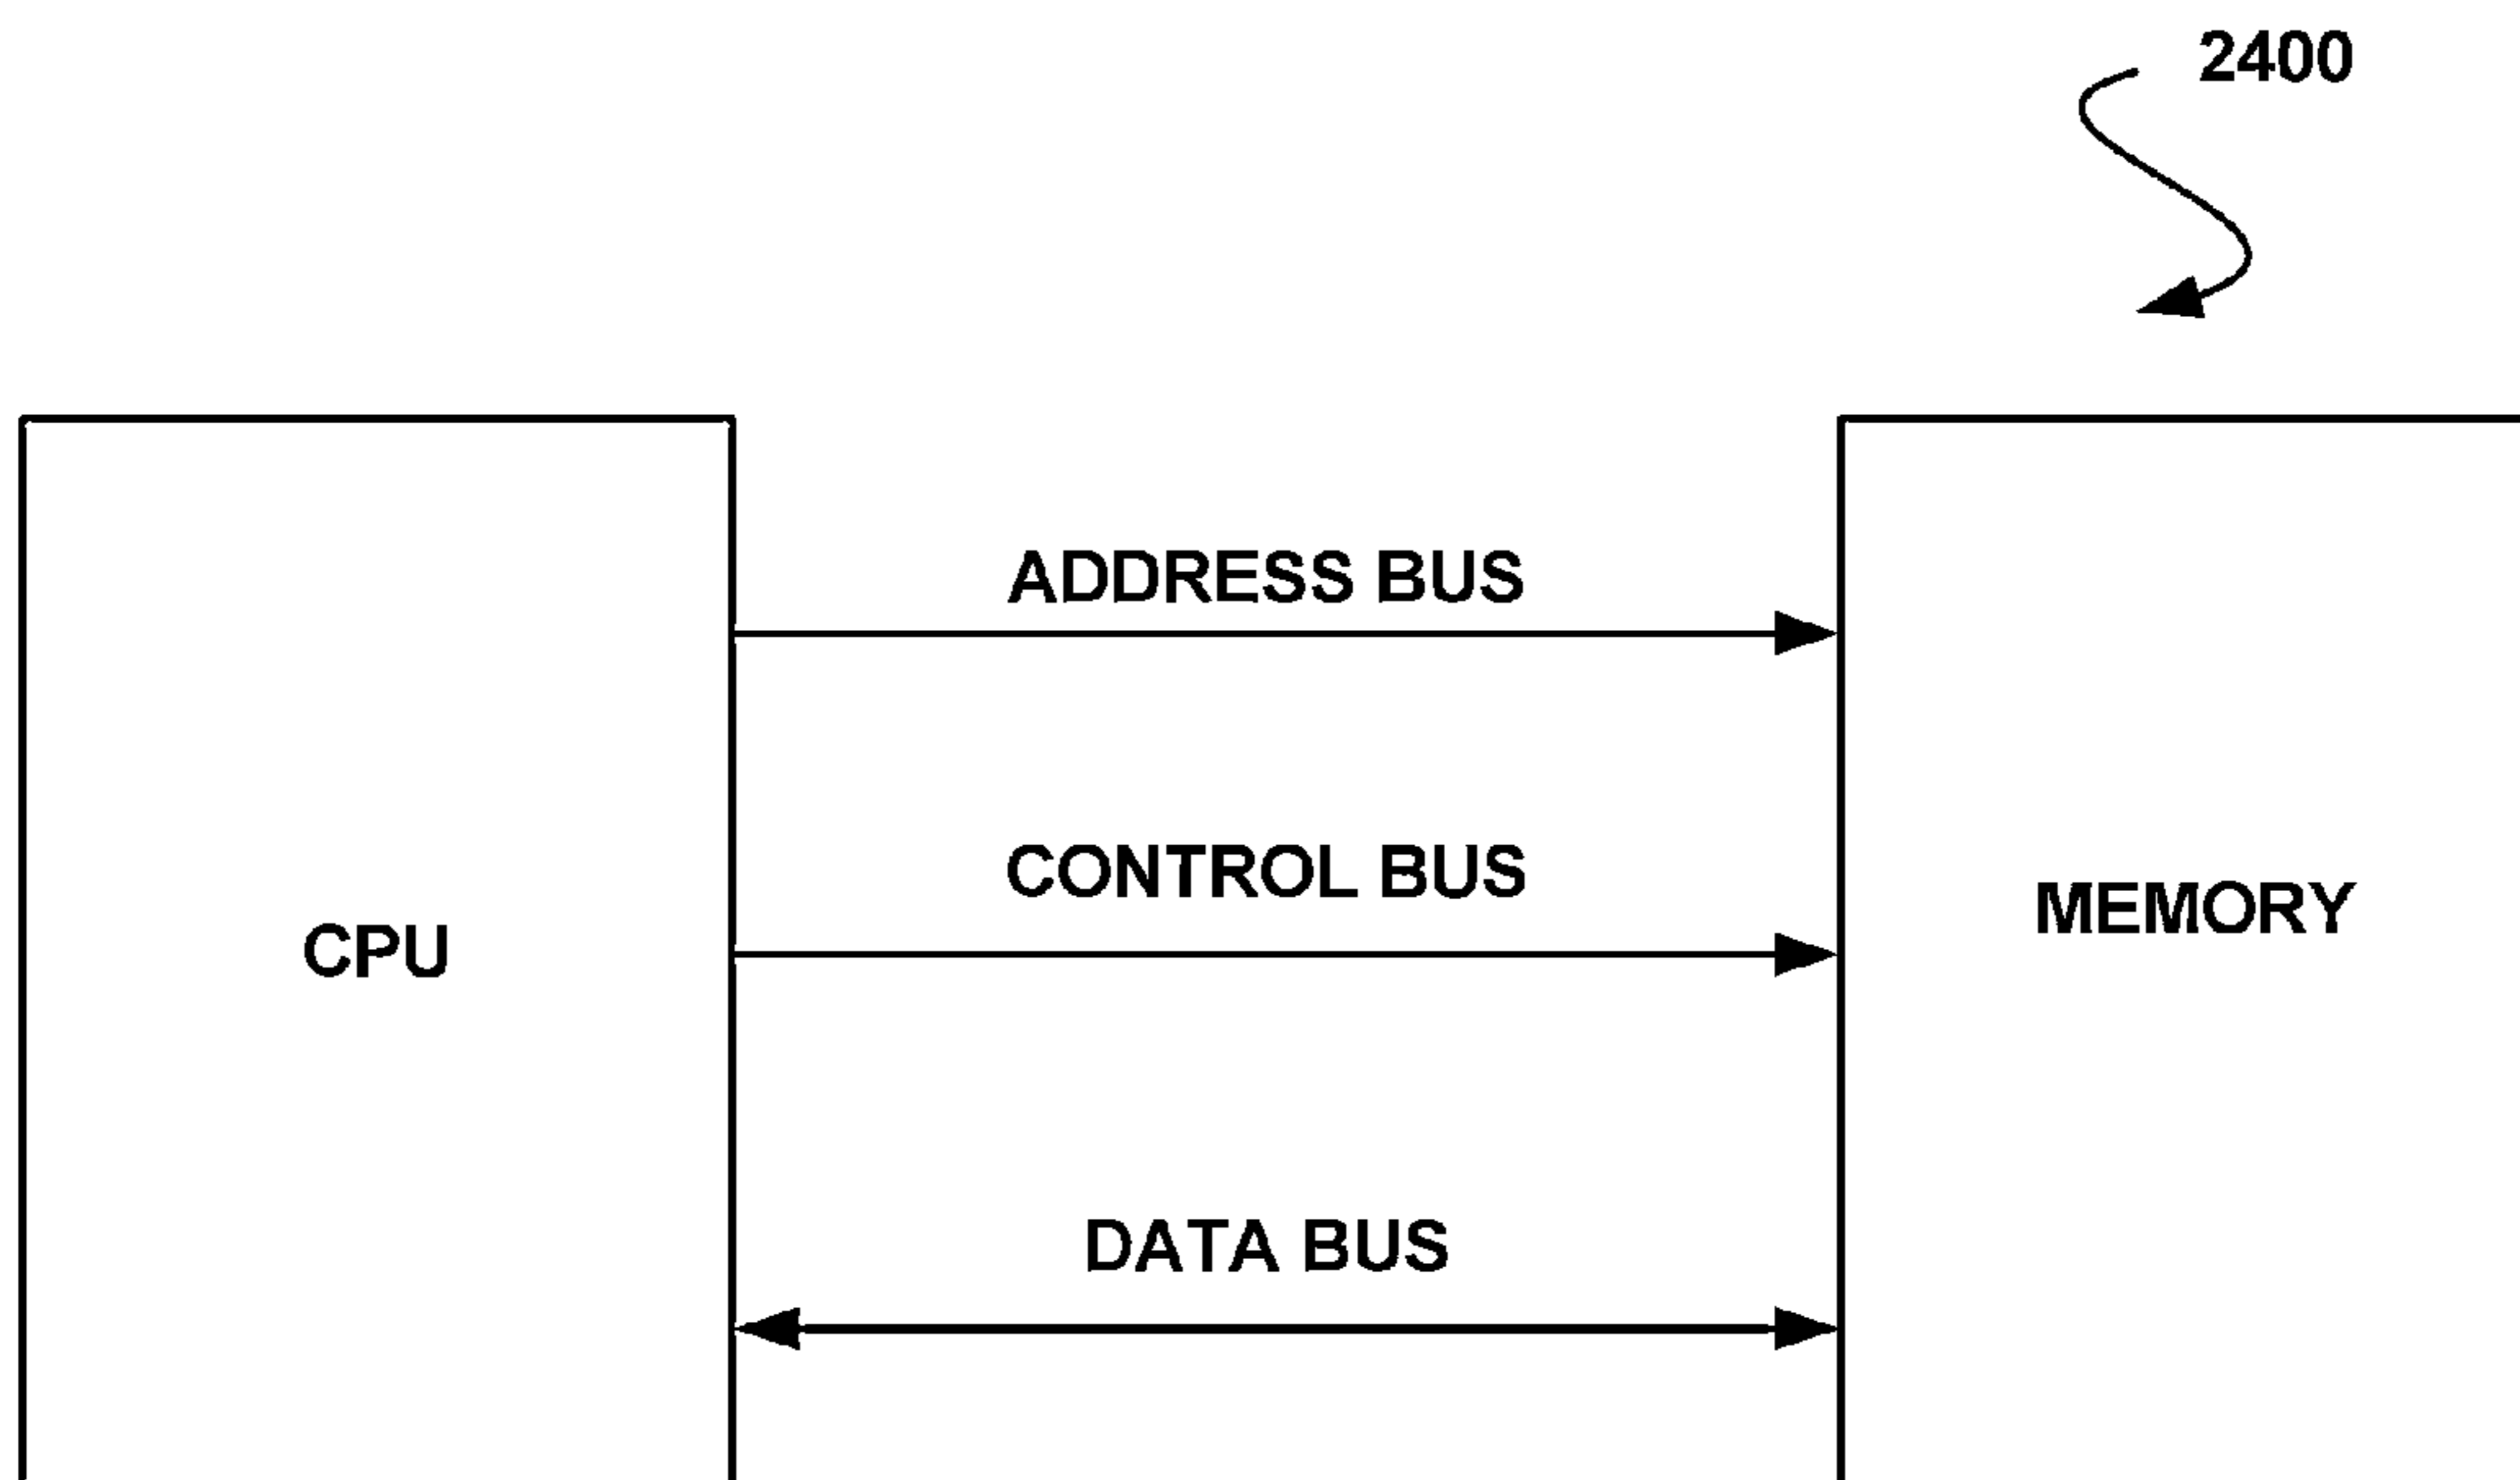 2400
ADDRESS BUS
CONTROL BUS
CPU
MEMORY
DATA BUS